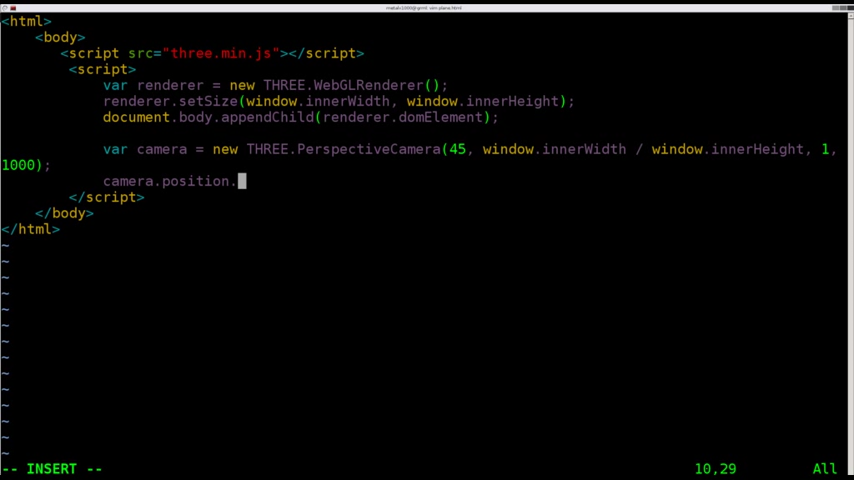 <html>
<body>
<script src="three.min.js"></script>
<script>
var renderer = new THREE.WebGLRenderer();
renderer.setSize(window.innerWidth, window.innerHeight);
document.body.appendChild(renderer.domElement);
var camera = new THREE.PerspectiveCamera(45, window.innerWidth / window.innerHeight, 1,
1000);
camera.position.
</script>
</body>
</html>
~
~
~
~
~
~
~
~
~
~
~
~
~
~
-- INSERT -- 10,29 All